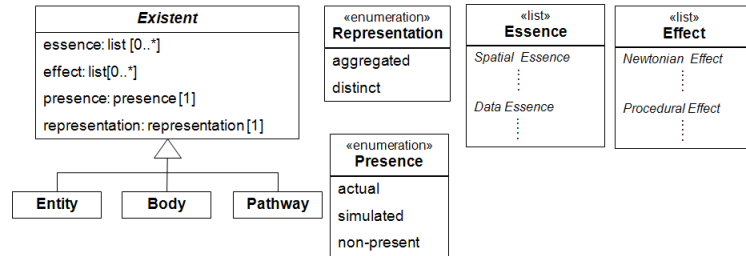 Existent
essence: list [0..*]
effect: list[0..*]
presence: presence [1]
representation: representation [1]
Entity
Body
Pathway
«enumeration»
Representation
aggregated
distinct
«enumeration»
Presence
actual
simulated
non-present
«list»
Essence
Spatial Essence
Data Essence
«list»
Effect
Newtonian Effect
Procedural Effect